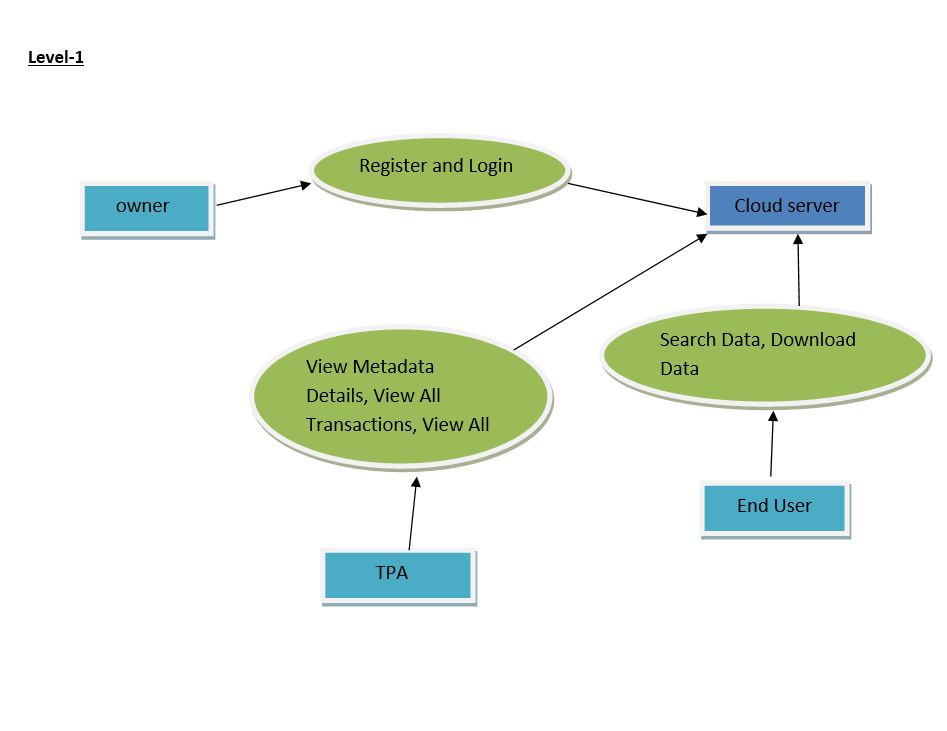 Level-1
Register and Login
owner
Cloud server
View Metadata
Details, View All
Transactions, View All
Search Data, Download
Data
End User
TPA